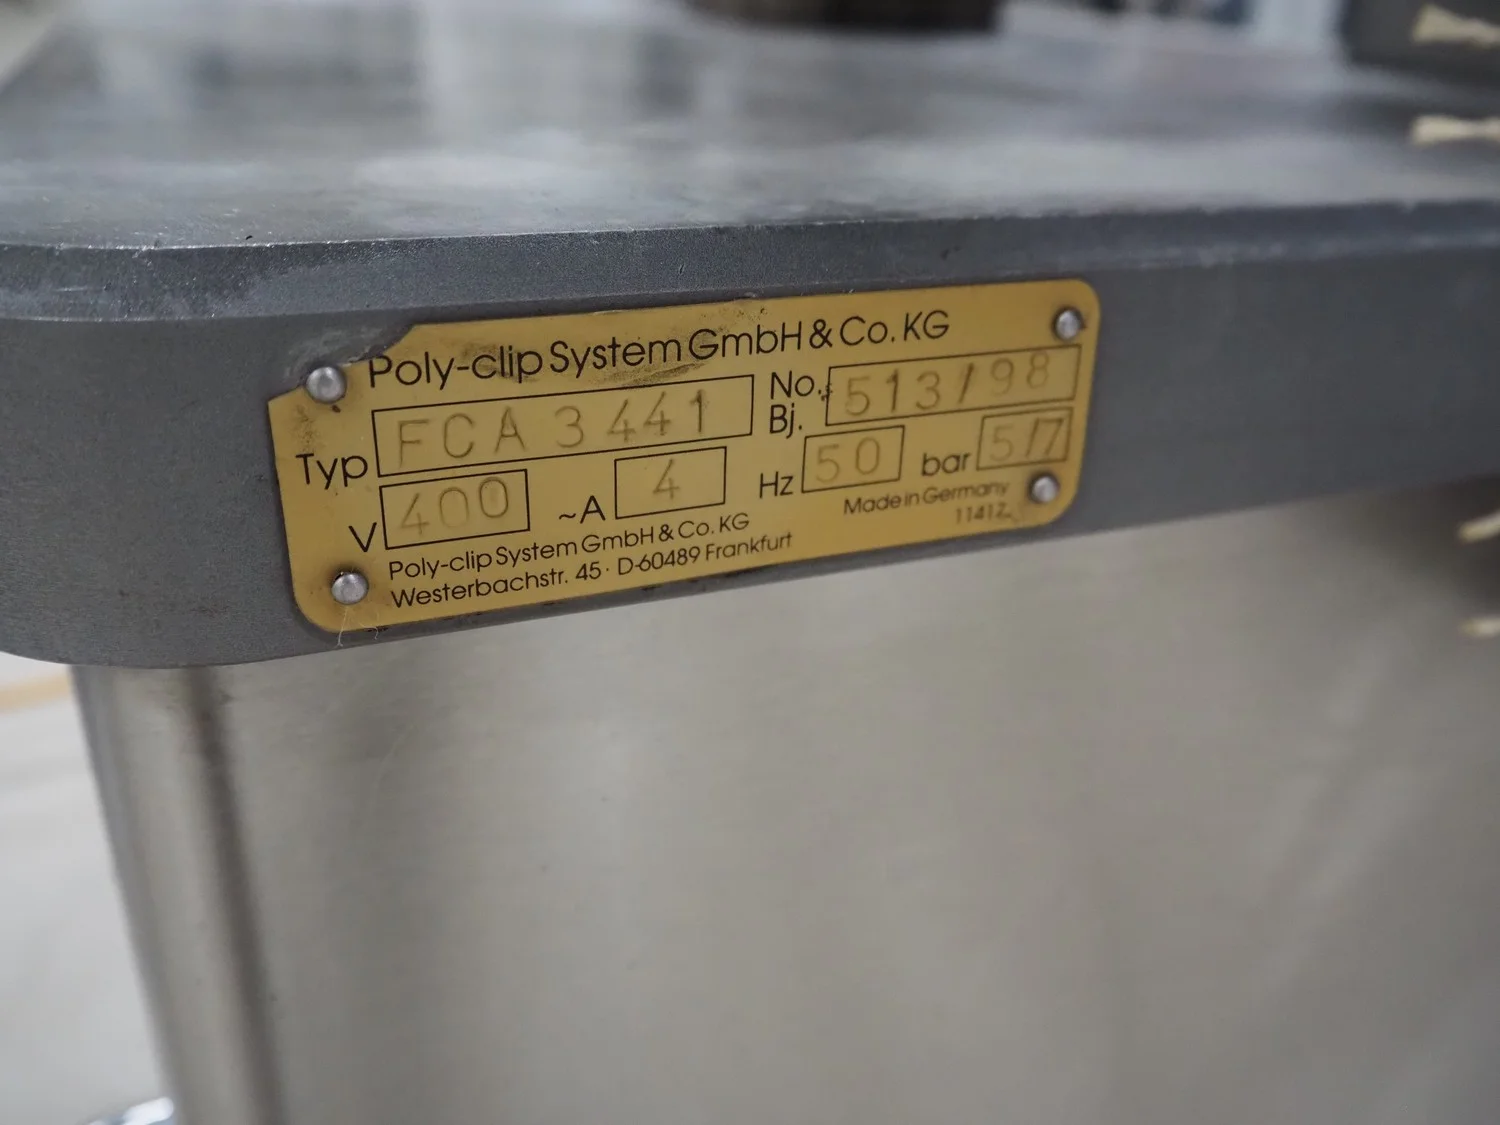 Poly-clip System GmbH & Co. KG
Typ FCA 3441 No. Bj. 513/98
V 400 ~A 4 Hz 50 bar 5/7
Poly-clip System GmbH & Co. KG
Westerbachstr. 45 · D-60489 Frankfurt
Made in Germany